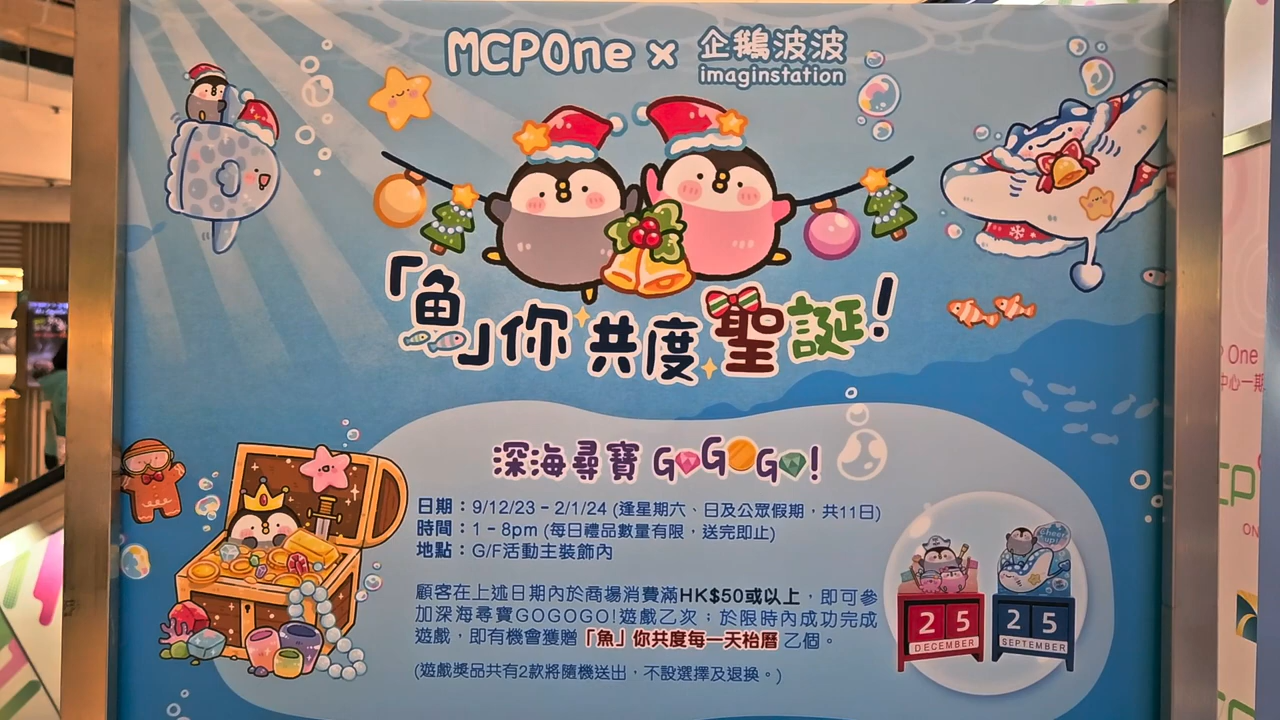 MCPOne x 企鵝波波
imaginstation
「魚」你共度聖誕!
深海尋寶 GOGOGO!
日期：9/12/23 - 2/1/24 (逢星期六、日及公眾假期，共11日)
時間：1 - 8pm (每日禮品數量有限，送完即止)
地點：G/F活動主裝飾內
顧客在上述日期內於商場消費滿HK$50或以上，即可參
加深海尋寶GOGOGO!遊戲乙次；於限時內成功完成
遊戲，即有機會獲贈「魚」你共度每一天枱曆乙個。
(遊戲獎品共有2款將隨機送出，不設選擇及退換。)
Cheer up!
25
DECEMBER
25
SEPTEMBER
One
中心一期